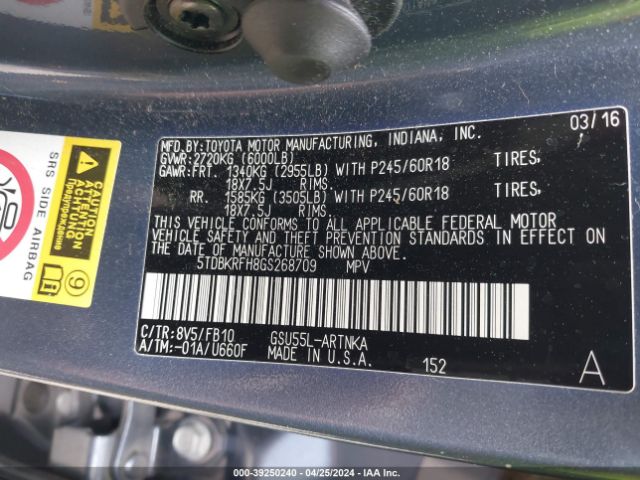 MFD. BY: TOYOTA MOTOR MANUFACTURING, INDIANA, INC. 03/16
GVWR: 2720KG (6000LB)
GAWR: FRT. 1340KG (2955LB) WITH P245/60R18 TIRES,
18X7.5J RIMS,
RR. 1585KG (3505LB) WITH P245/60R18 TIRES,
18X7.5J RIMS.
THIS VEHICLE CONFORMS TO ALL APPLICABLE FEDERAL MOTOR
VEHICLE SAFETY AND THEFT PREVENTION STANDARDS IN EFFECT ON
THE DATE OF MANUFACTURE SHOWN ABOVE.
5TDBKRFH8GS268709 MPV
C/TR: 8V5/FB10 GSU55L-ARTNKA
A/TM: -01A/U660F MADE IN U.S.A. 152 A
SRS SIDE AIRBAG
Предупреждение
9
000-39250240 - 04/25/2024 - IAA Inc.